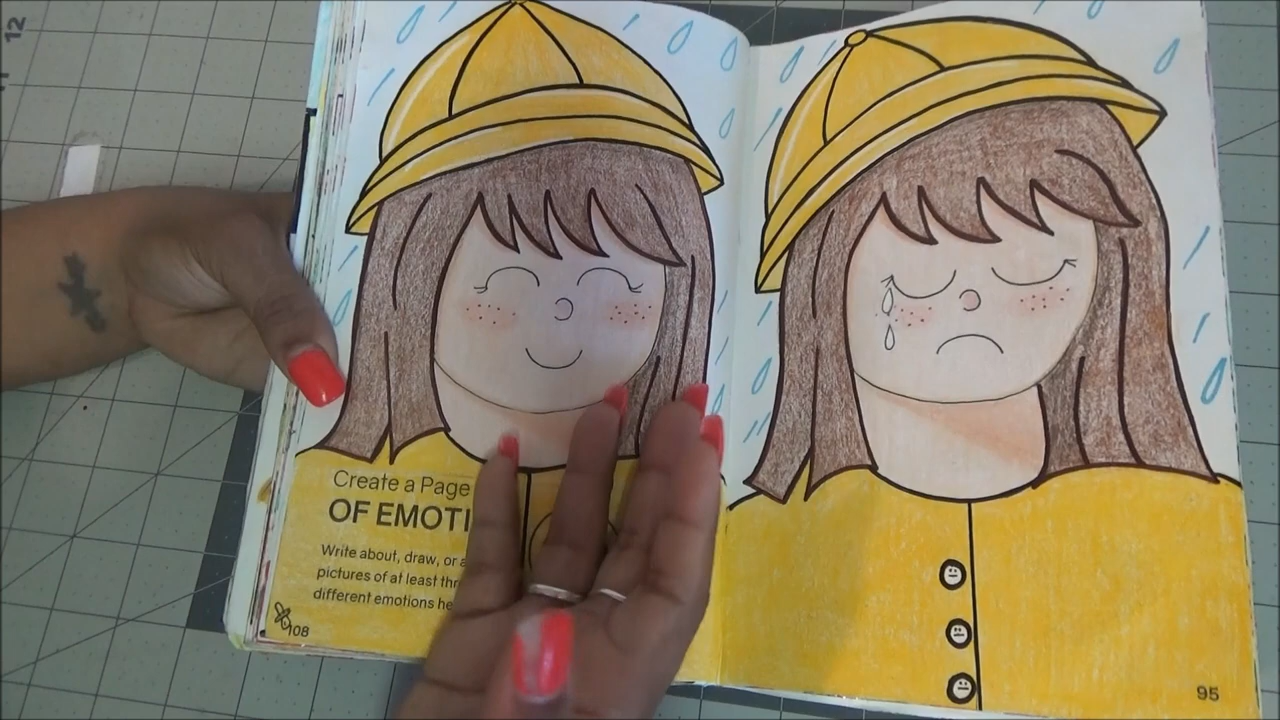 12
Create a Page
OF EMOTI
Write about, draw, or a
pictures of at least thr
different emotions he
108
95